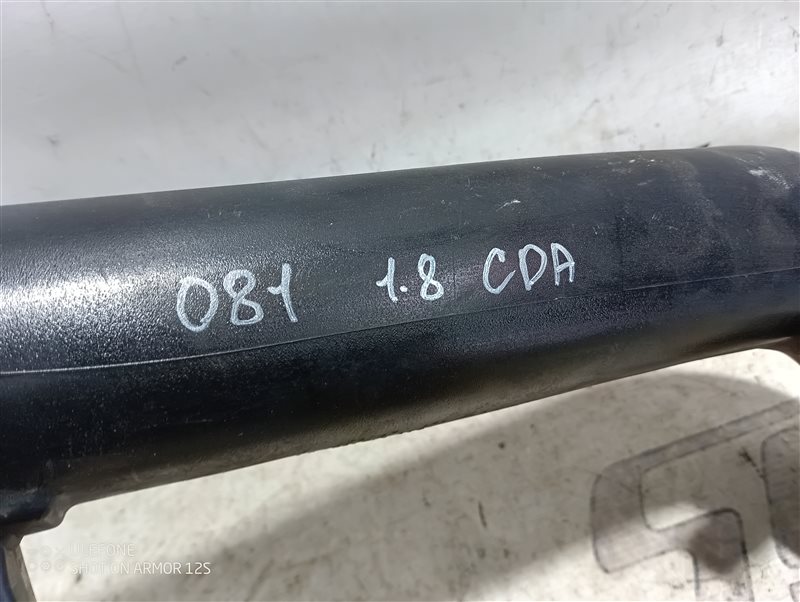 081 1.8 CDA
ULEFONE
SHOT ON ARMOR 12S